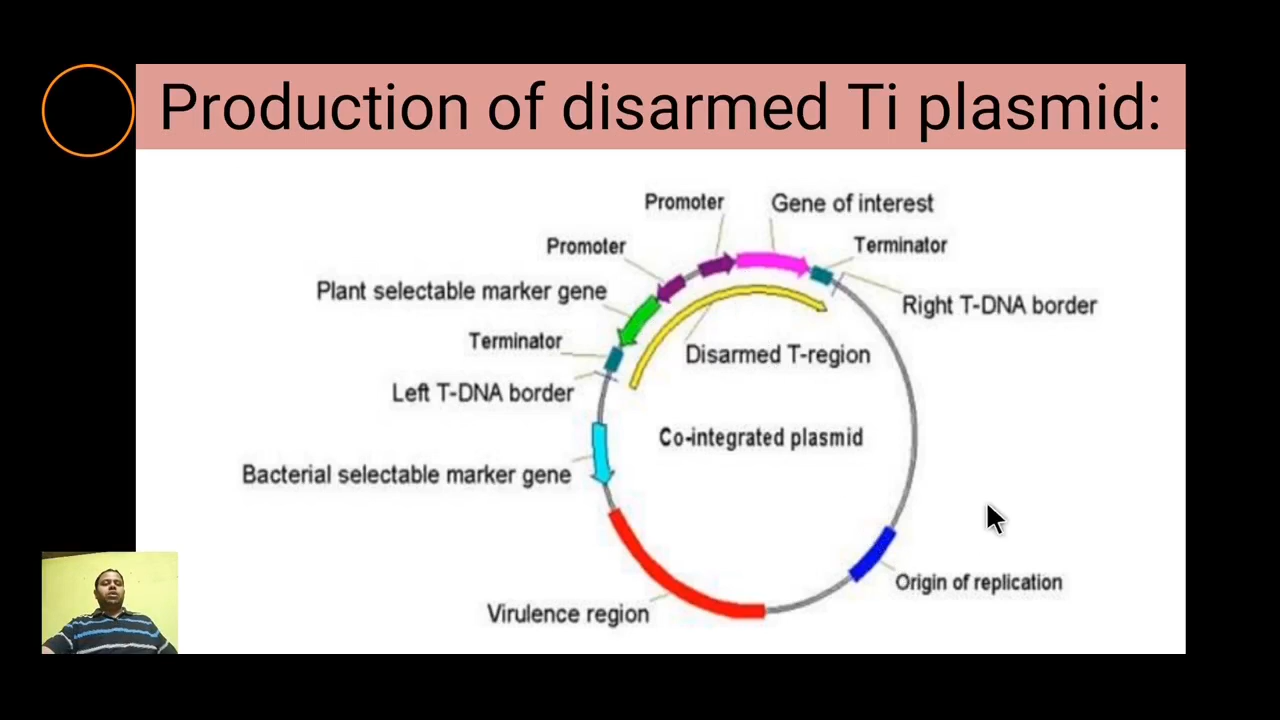 Production of disarmed Ti plasmid:
Promoter
Gene of interest
Promoter
Terminator
Plant selectable marker gene
Right T-DNA border
Terminator
Disarmed T-region
Left T-DNA border
Co-integrated plasmid
Bacterial selectable marker gene
Origin of replication
Virulence region